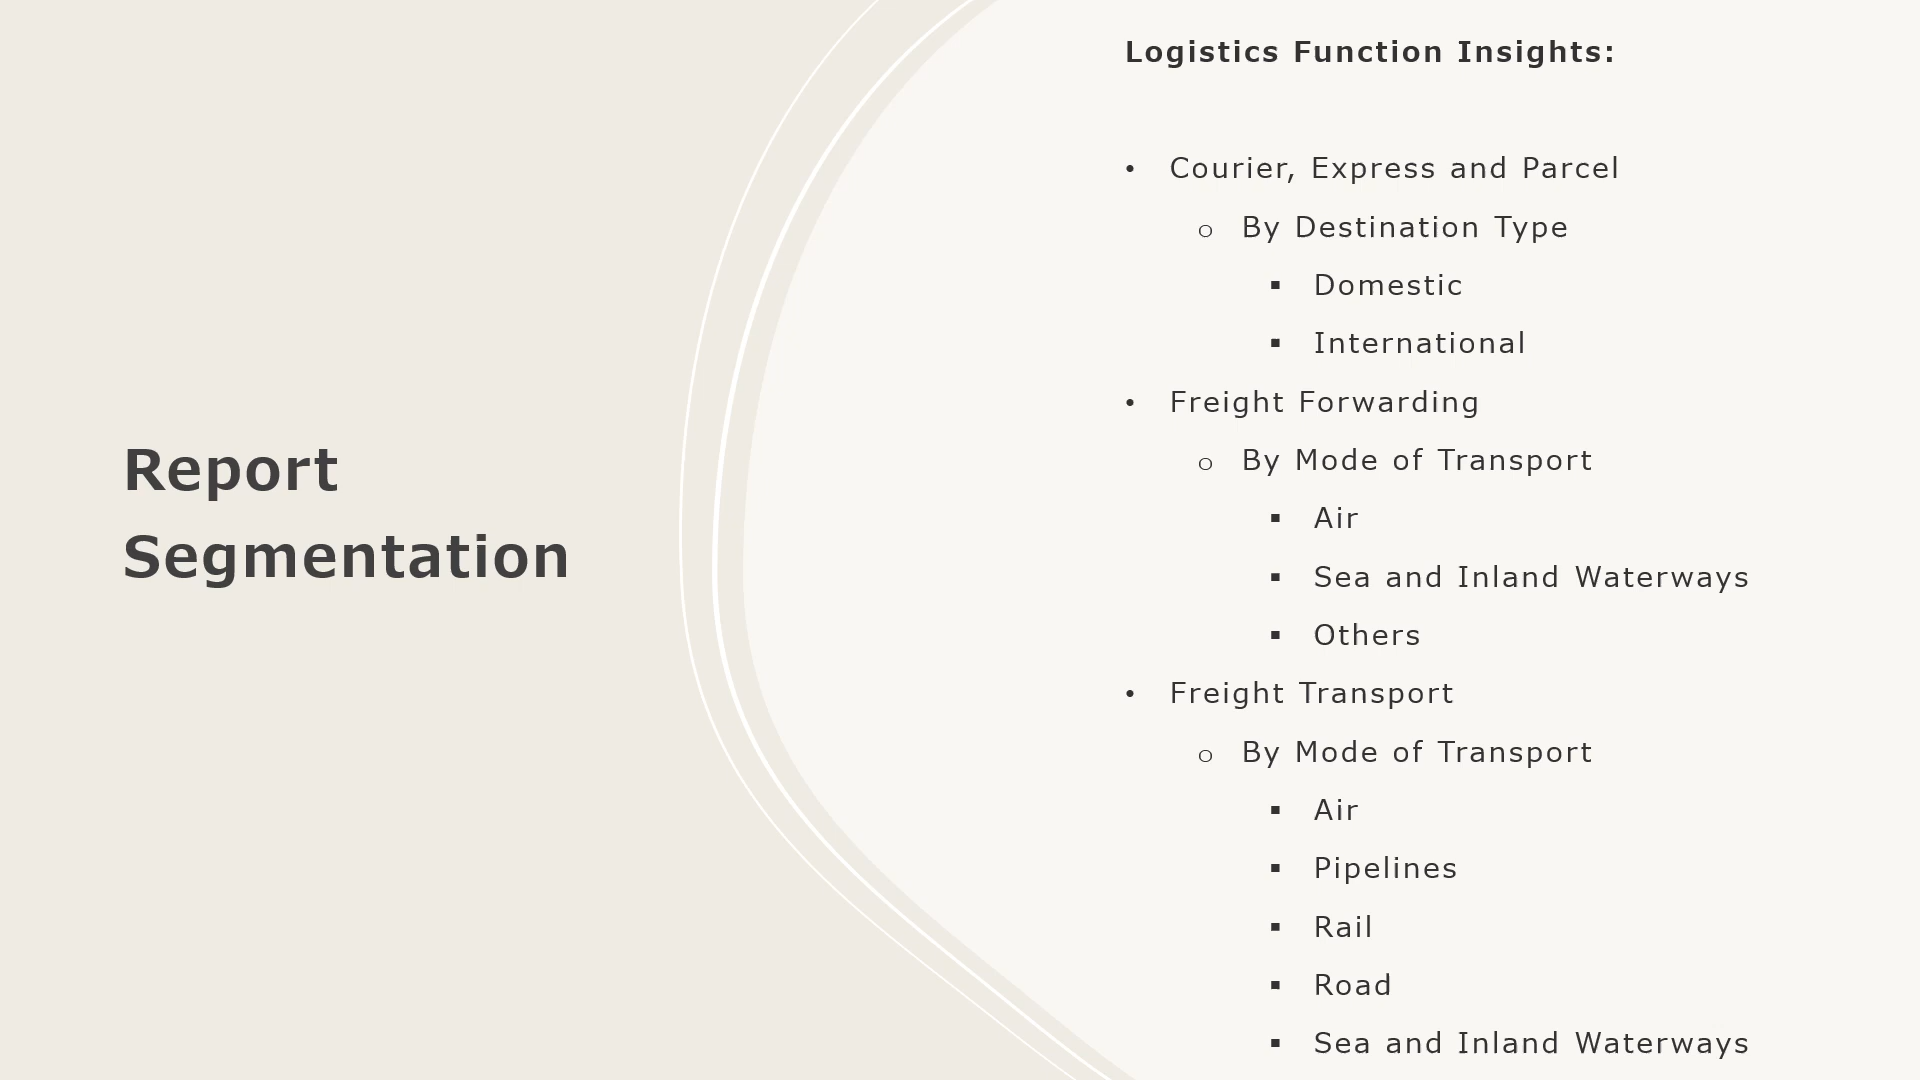 Report
Segmentation
Logistics Function Insights:
• Courier, Express and Parcel
o By Destination Type
▪ Domestic
▪ International
• Freight Forwarding
o By Mode of Transport
▪ Air
▪ Sea and Inland Waterways
▪ Others
• Freight Transport
o By Mode of Transport
▪ Air
▪ Pipelines
▪ Rail
▪ Road
▪ Sea and Inland Waterways